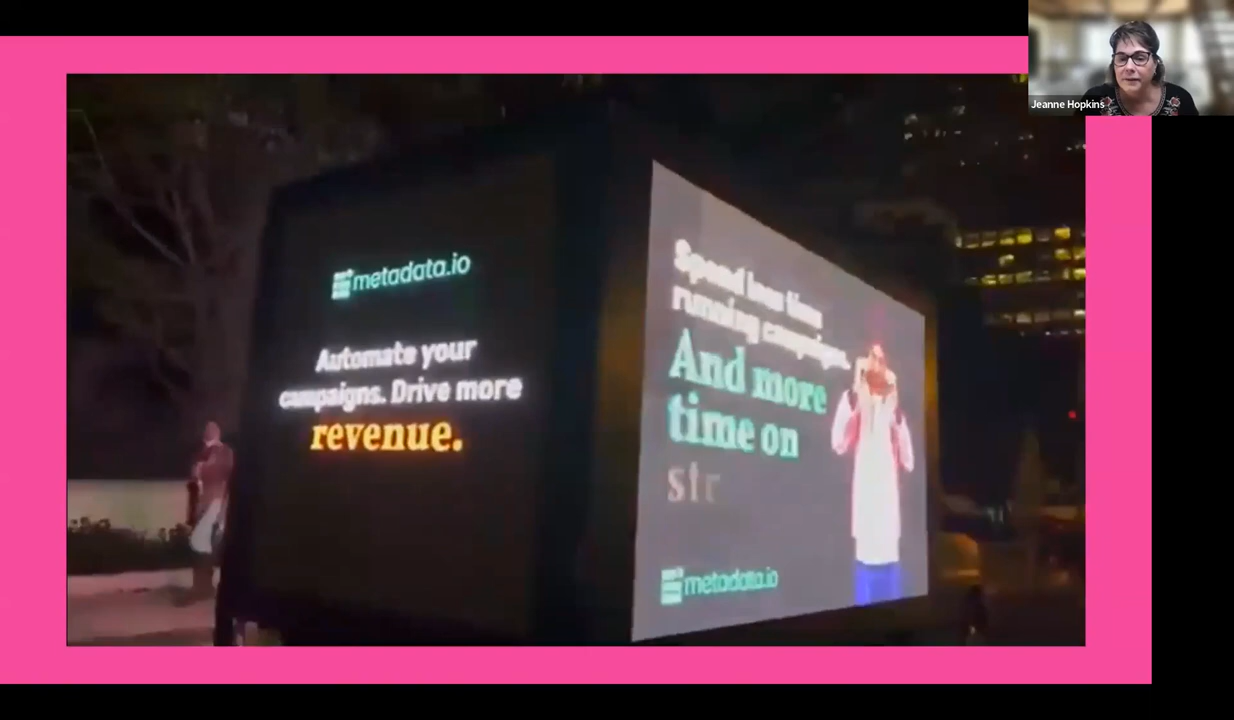 Jeanne Hopkins
metadata.io
Automate your
campaigns. Drive more
revenue.
Spend less time
running campaigns.
And more
time on
str
metadata.io